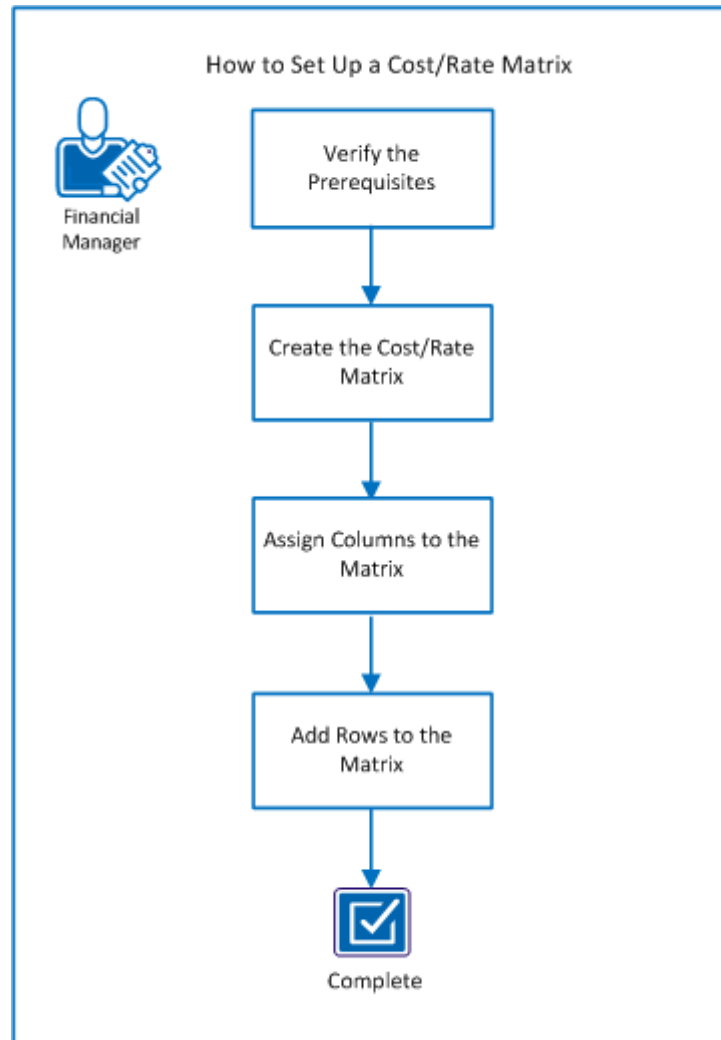 How to Set Up a Cost/Rate Matrix
Financial
Manager
Verify the
Prerequisites
Create the Cost/Rate
Matrix
Assign Columns to the
Matrix
Add Rows to the
Matrix
Complete